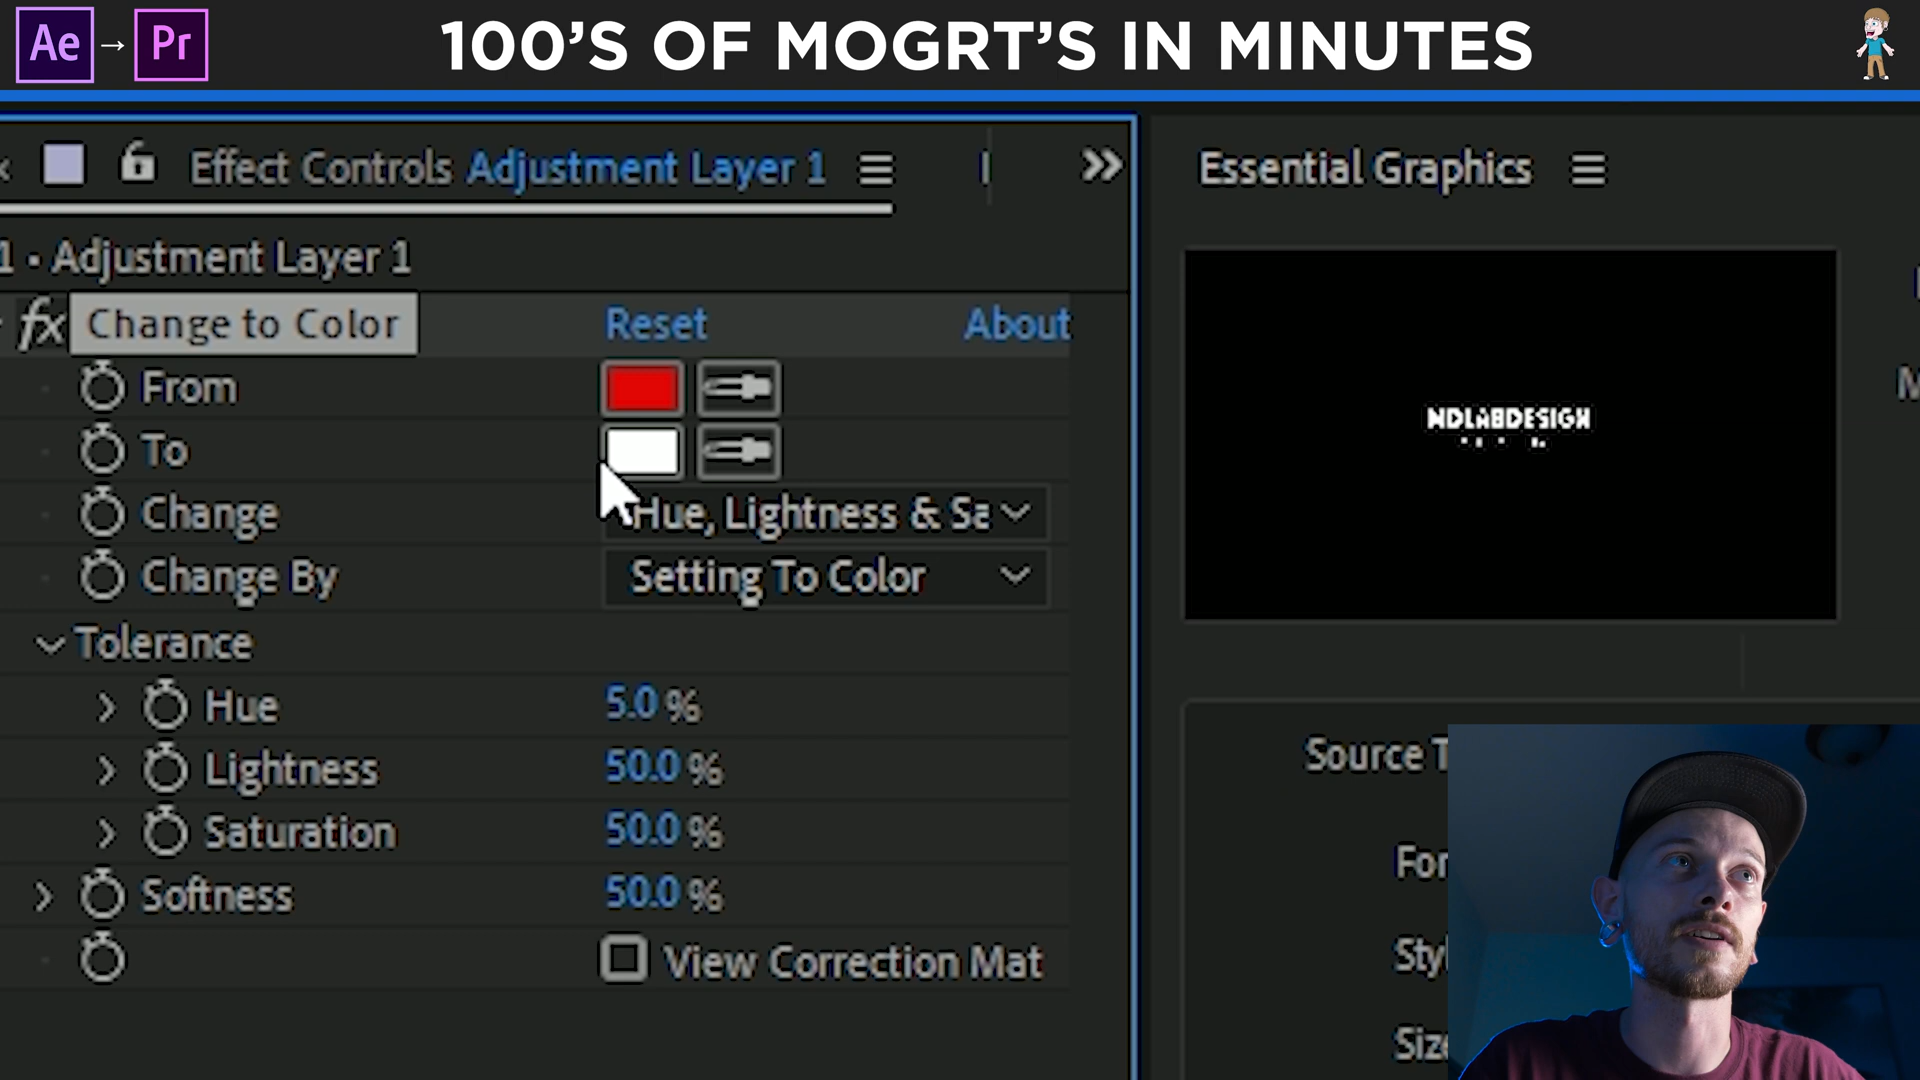 Ae → Pr
100'S OF MOGRT'S IN MINUTES
Effect Controls Adjustment Layer 1
Essential Graphics
1 • Adjustment Layer 1
fx Change to Color Reset About
From
To
NDLABDESIGN
Change Hue, Lightness & Sa
Change By Setting To Color
Tolerance
Hue 5.0 %
Lightness 50.0 %
Source T
Saturation 50.0 %
For
Softness 50.0 %
Styl
View Correction Mat
Size